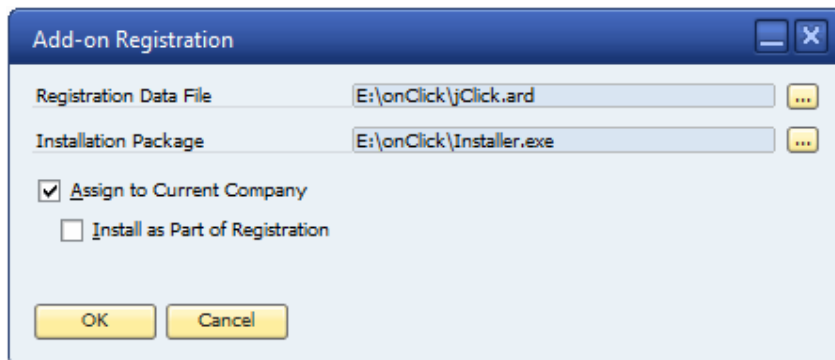 Add-on Registration
Registration Data File E:\onClick\jClick.ard ...
Installation Package E:\onClick\Installer.exe ...
Assign to Current Company
Install as Part of Registration
OK Cancel